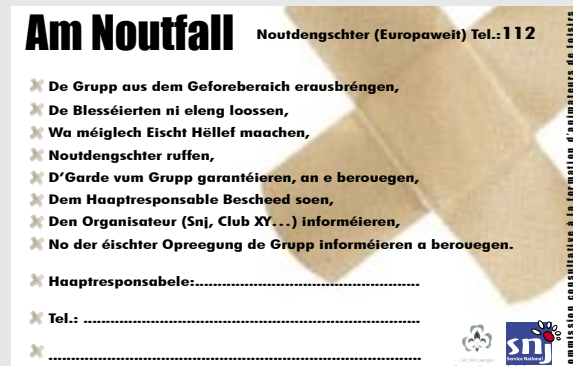 Am Noutfall
Noutdengschter (Europaweit) Tel.:112
De Grupp aus dem Geforeberaich erausbréngen,
De Blesséierten ni eleng loossen,
Wa méiglech Eischt Hëllef maachen,
Noutdengschter ruffen,
D’Garde vum Grupp garantéieren, an e berouegen,
Dem Haaptresponsable Bescheed soen,
Den Organisateur (Snj, Club XY...) informéieren,
No der éischter Opreegung de Grupp informéieren a berouegen.
Haaptresponsabele:..................................................
Tel.: ...........................................................................
...................................................................................
snj
Service National
ommission consultative à la formation d'animateurs de loisirs